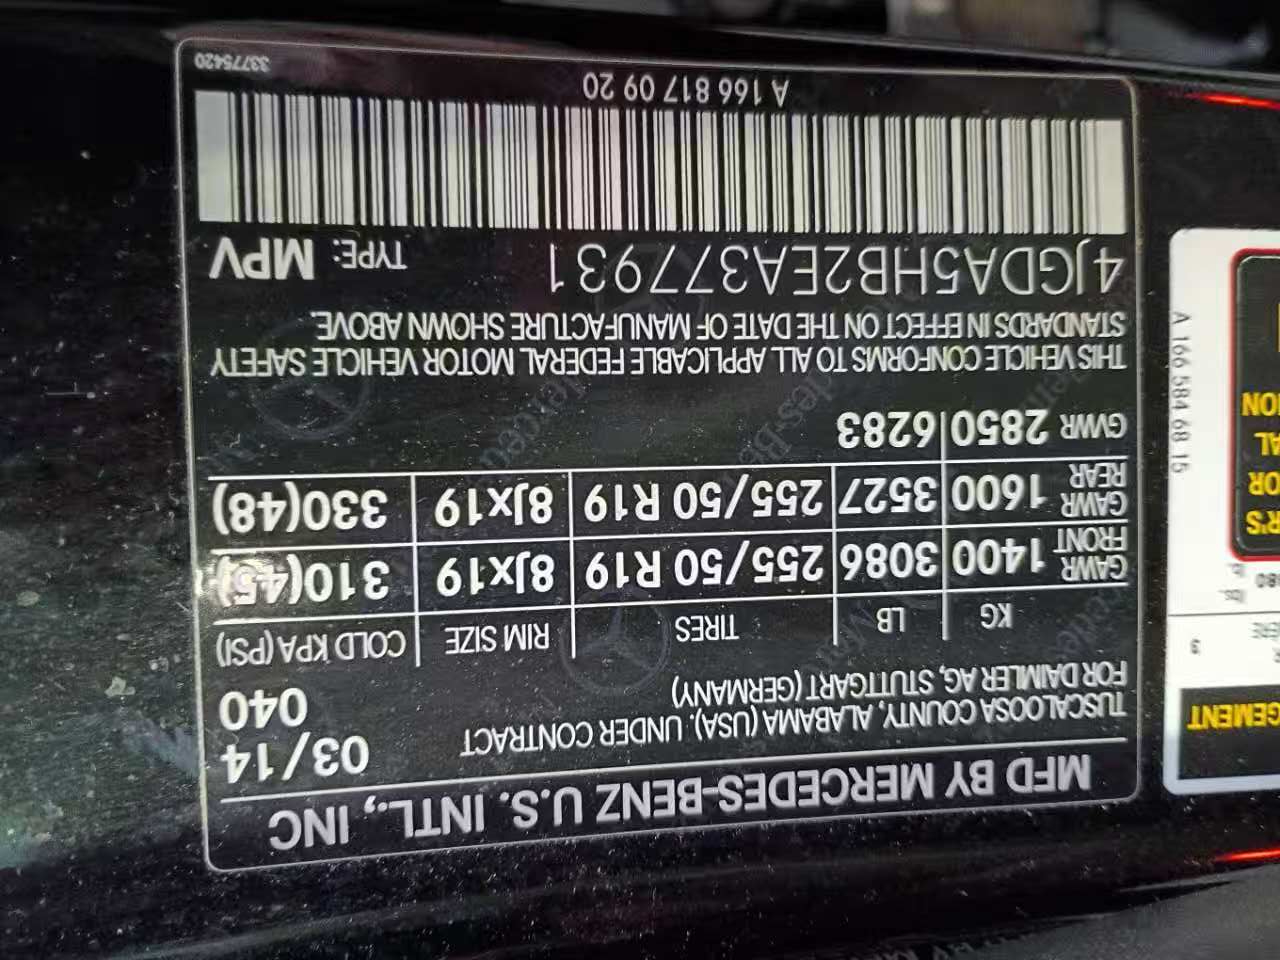 MFD BY MERCEDES-BENZ U.S. INTL., INC
TUSCALOOSA COUNTY, ALABAMA (USA). UNDER CONTRACT
FOR DAIMLER AG, STUTTGART (GERMANY)
03/14
040
KG LB TIRES RIM SIZE COLD KPA (PSI)
GAWR FRONT 1400 3086 255/50 R19 8Jx19 310(45)
GAWR REAR 1600 3527 255/50 R19 8Jx19 330(48)
GVWR 2850 6283
THIS VEHICLE CONFORMS TO ALL APPLICABLE FEDERAL MOTOR VEHICLE SAFETY
STANDARDS IN EFFECT ON THE DATE OF MANUFACTURE SHOWN ABOVE.
4JGDA5HB2EA377931 TYPE: MPV
A 166 817 09 20
33775420
A 166 584 68 15